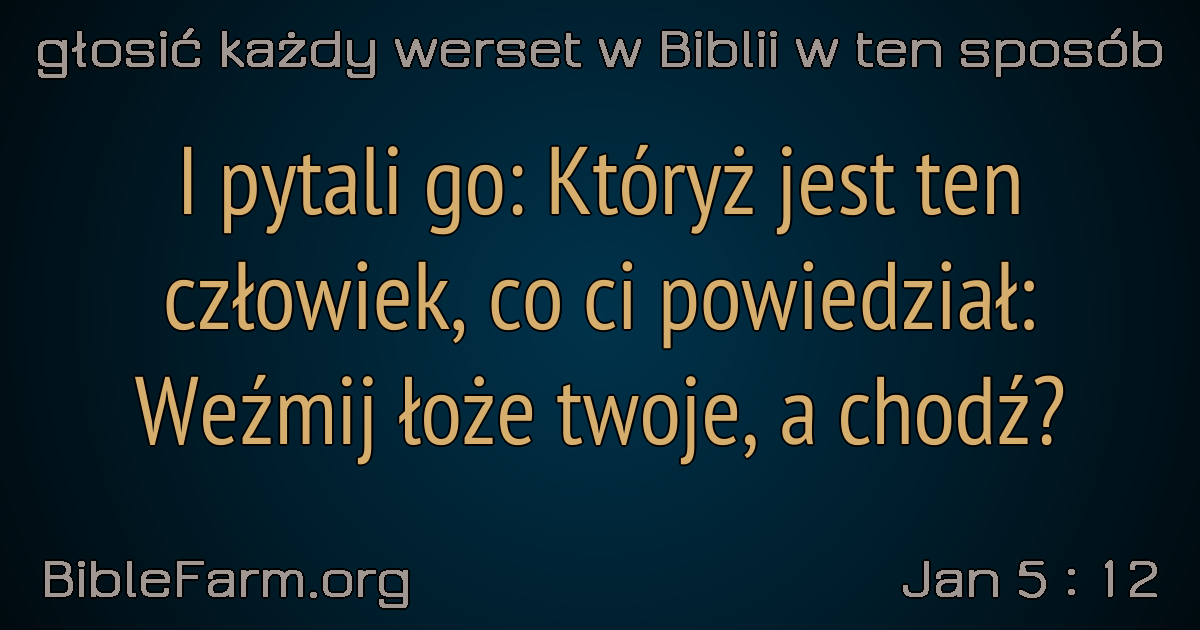 głosić każdy werset w Biblii w ten sposób
I pytali go: Któryż jest ten
człowiek, co ci powiedział:
Weźmij łoże twoje, a chodź?
BibleFarm.org
Jan 5 : 12